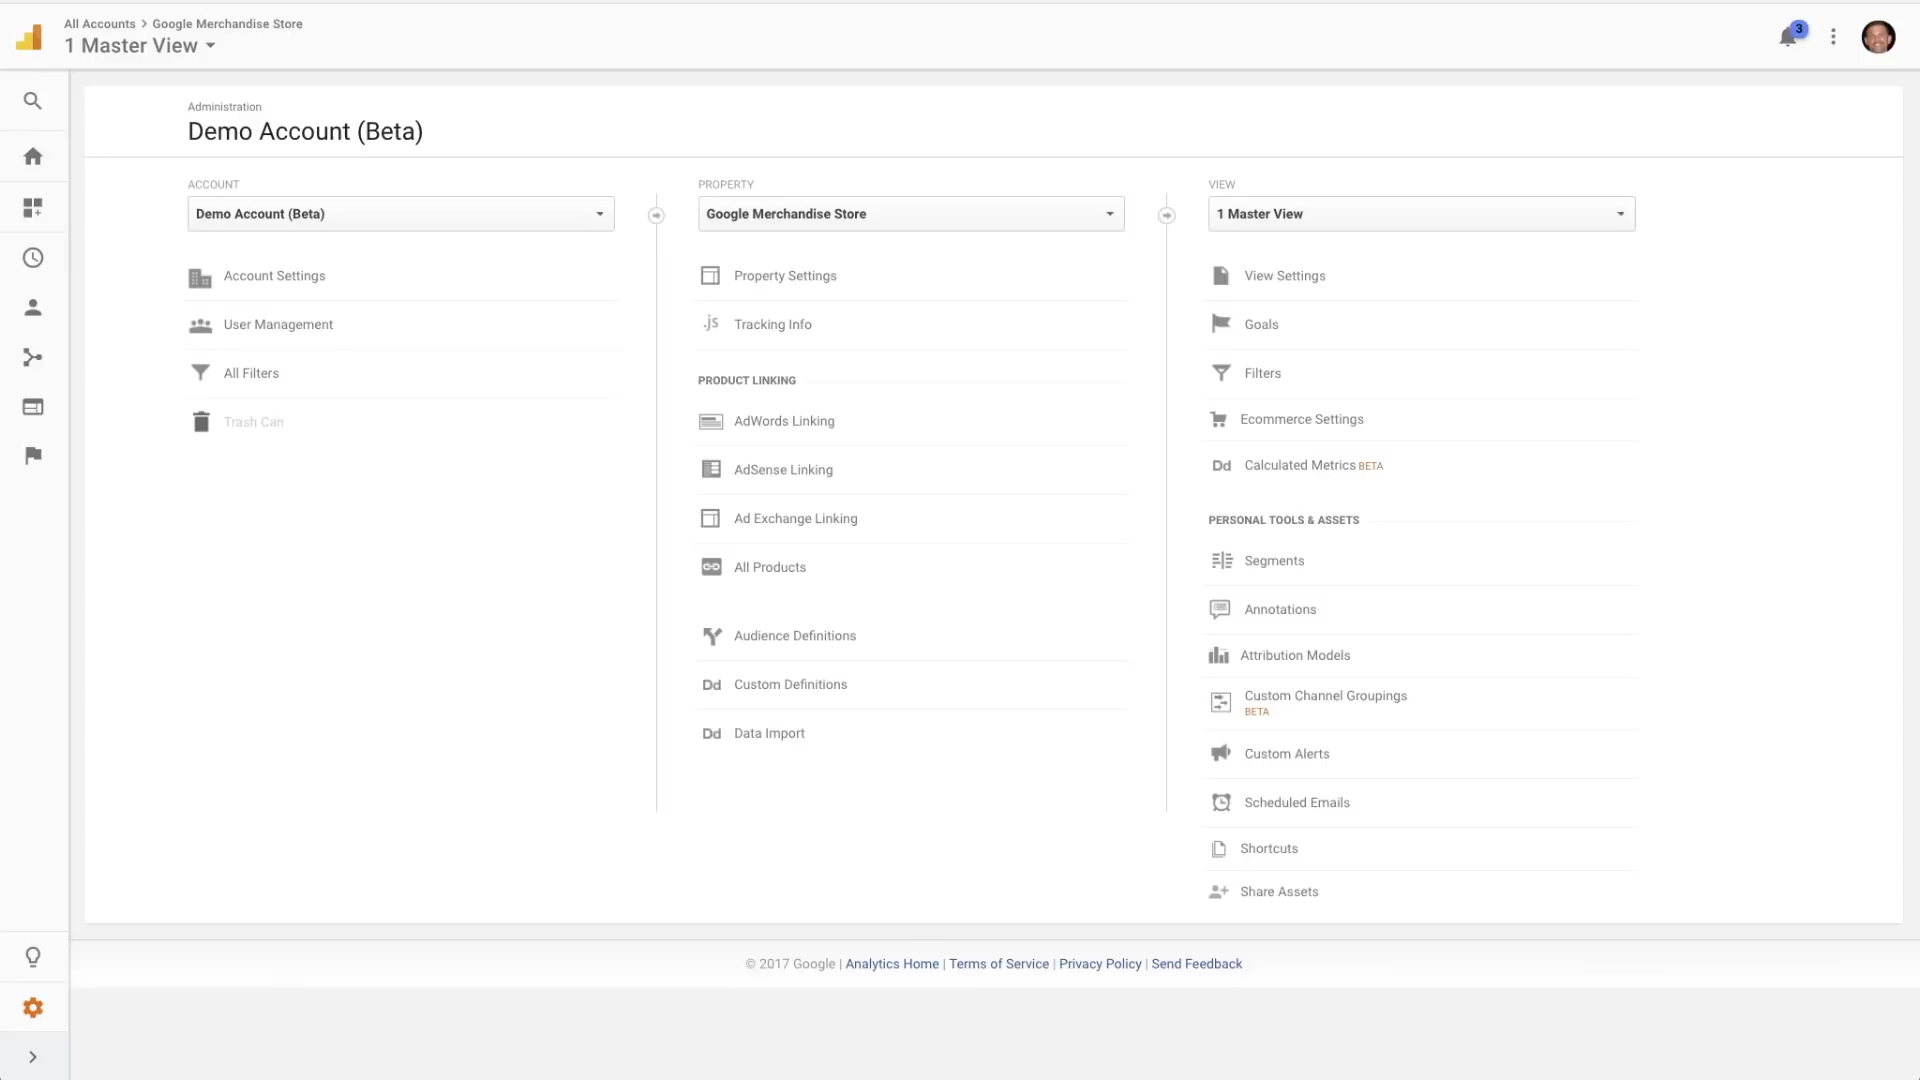 All Accounts > Google Merchandise Store
1 Master View
3
Administration
Demo Account (Beta)
ACCOUNT
Demo Account (Beta)
Account Settings
User Management
All Filters
Trash Can
PROPERTY
Google Merchandise Store
Property Settings
.js Tracking Info
PRODUCT LINKING
AdWords Linking
AdSense Linking
Ad Exchange Linking
All Products
Audience Definitions
Dd Custom Definitions
Dd Data Import
VIEW
1 Master View
View Settings
Goals
Filters
Ecommerce Settings
Dd Calculated Metrics BETA
PERSONAL TOOLS & ASSETS
Segments
Annotations
Attribution Models
Custom Channel Groupings
BETA
Custom Alerts
Scheduled Emails
Shortcuts
Share Assets
© 2017 Google | Analytics Home | Terms of Service | Privacy Policy | Send Feedback